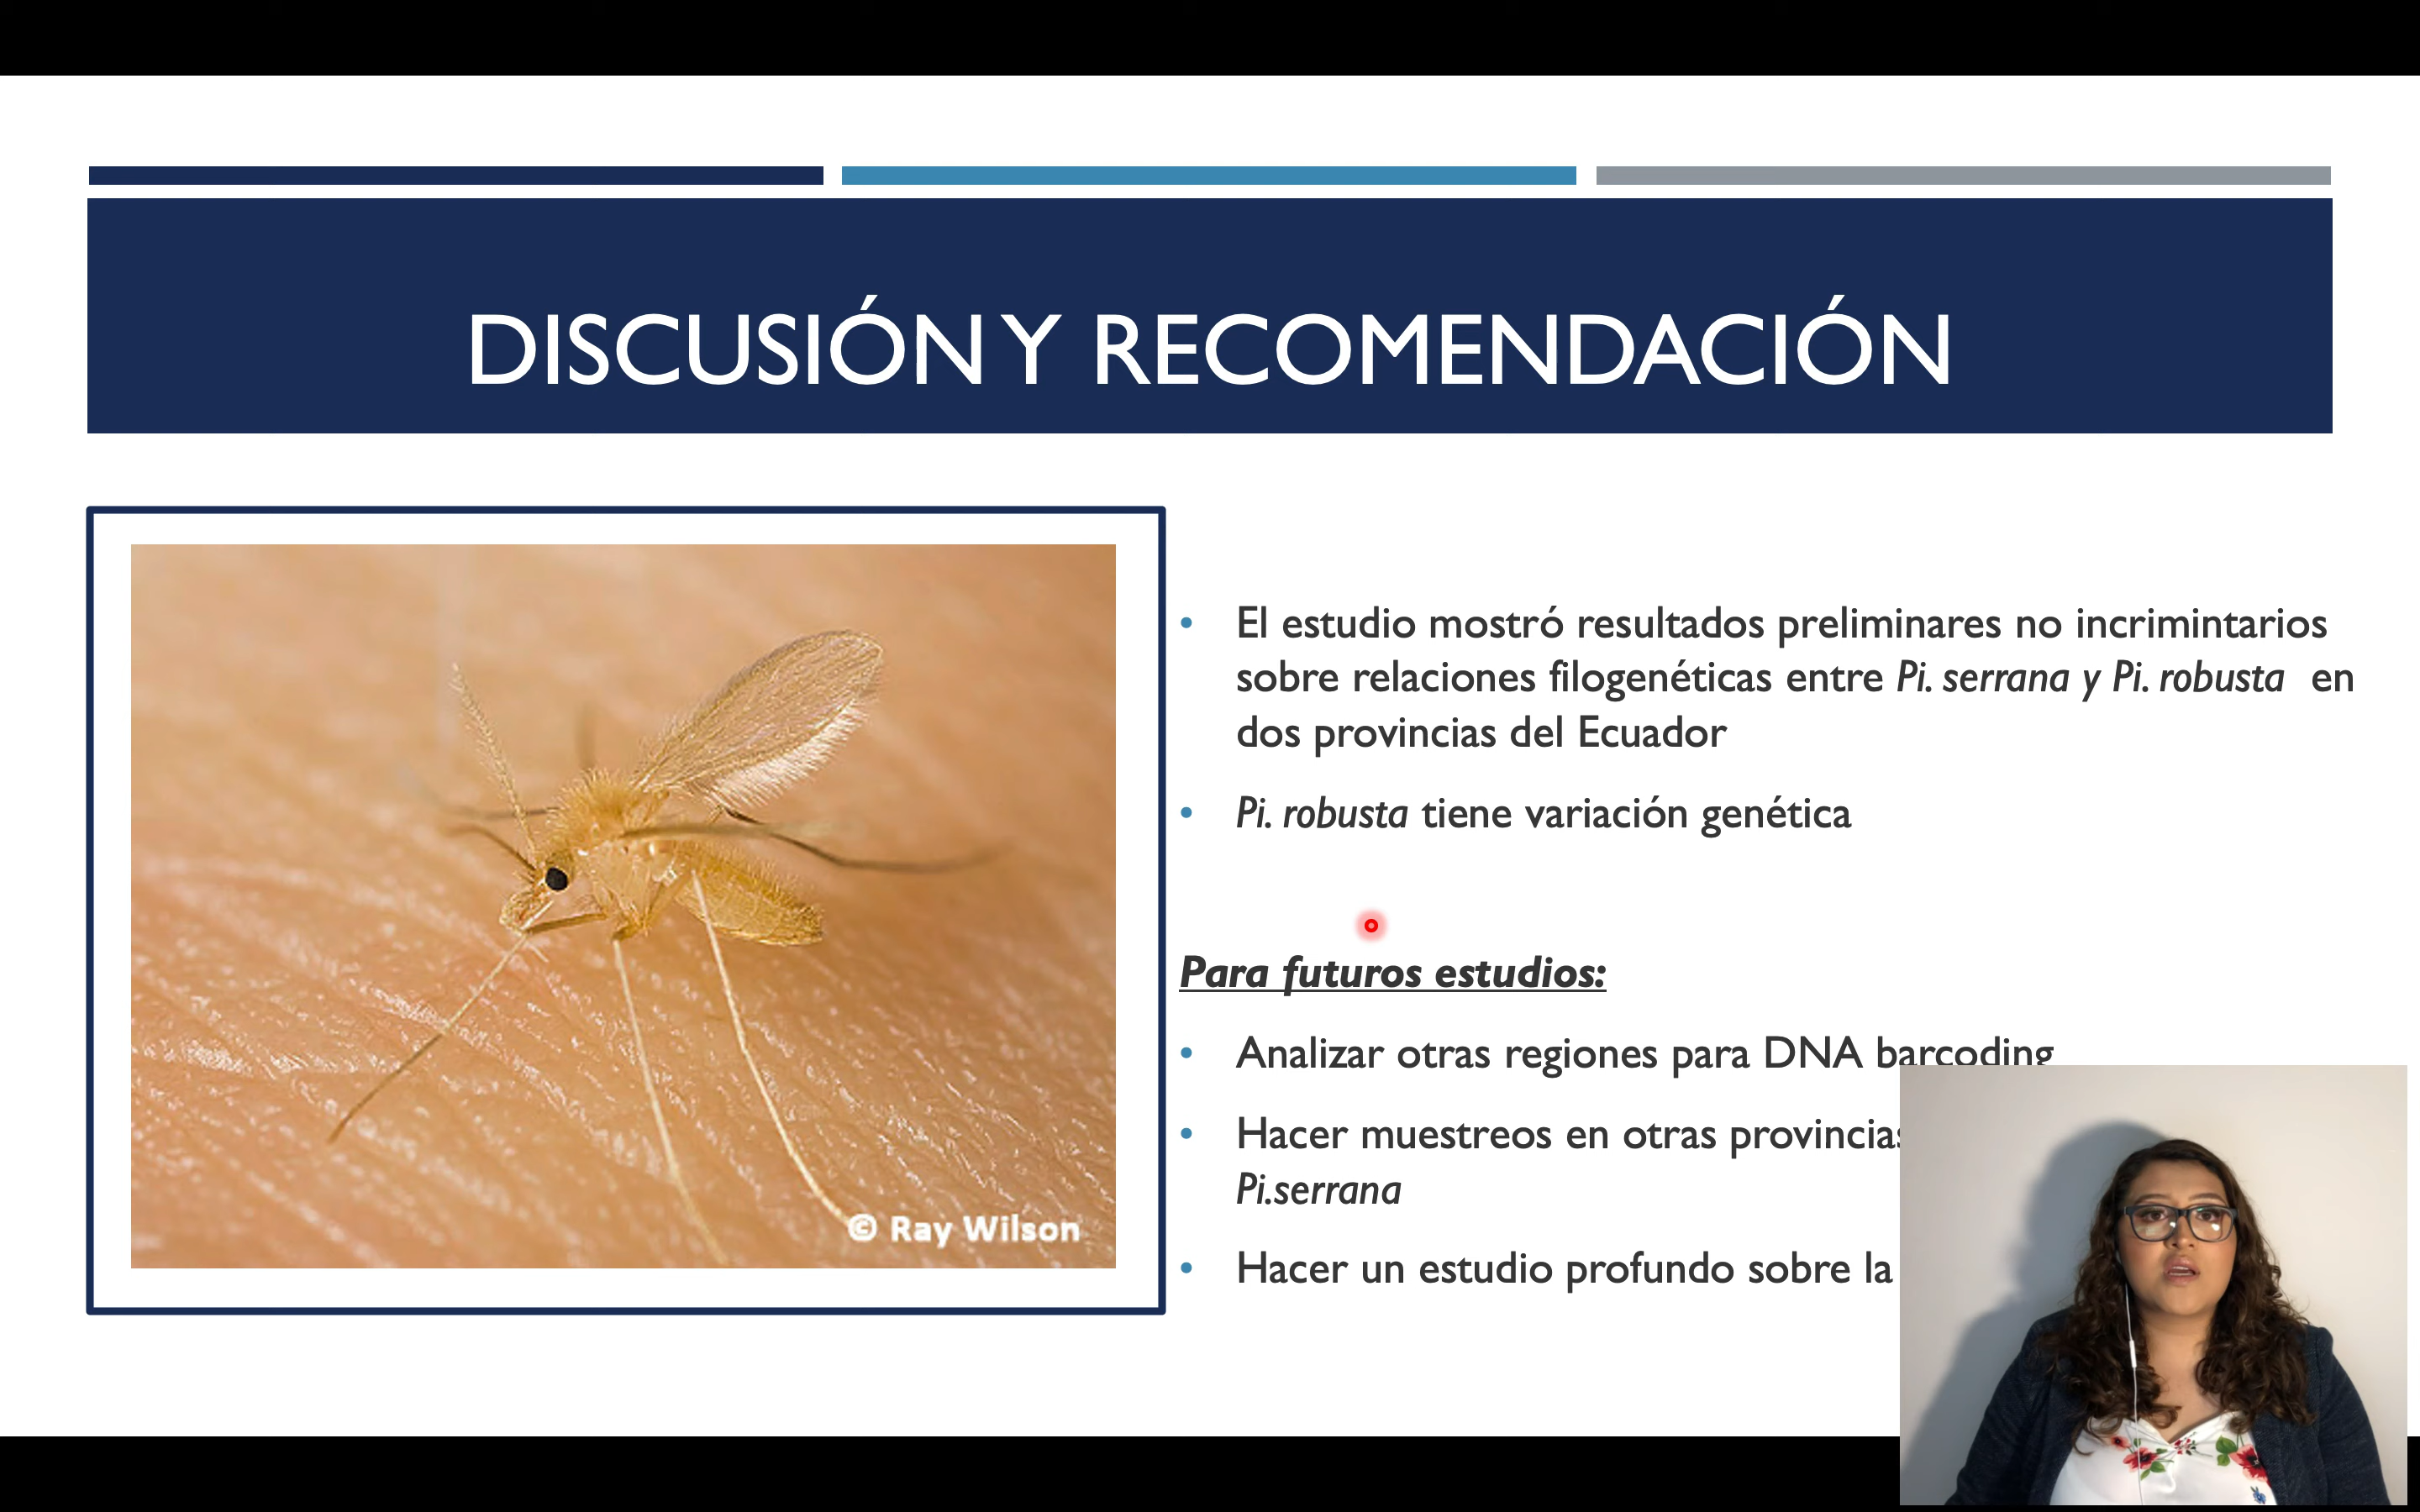 DISCUSIÓN Y RECOMENDACIÓN
• El estudio mostró resultados preliminares no incrimintarios
sobre relaciones filogenéticas entre Pi. serrana y Pi. robusta en
dos provincias del Ecuador
• Pi. robusta tiene variación genética
Para futuros estudios:
• Analizar otras regiones para DNA barcoding
• Hacer muestreos en otras provincias
Pi.serrana
• Hacer un estudio profundo sobre la
© Ray Wilson